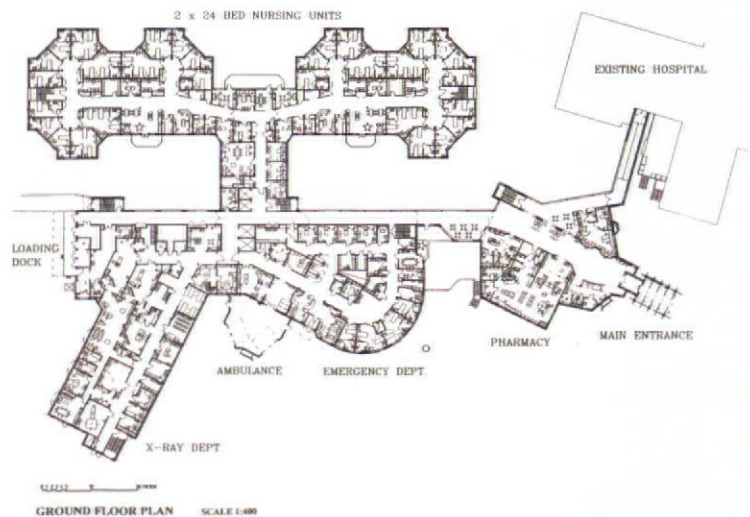 2 x 24 BED NURSING UNITS
EXISTING HOSPITAL
LOADING
DOCK
AMBULANCE
EMERGENCY DEPT.
PHARMACY
MAIN ENTRANCE
X-RAY DEPT
GROUND FLOOR PLAN
SCALE 1:400